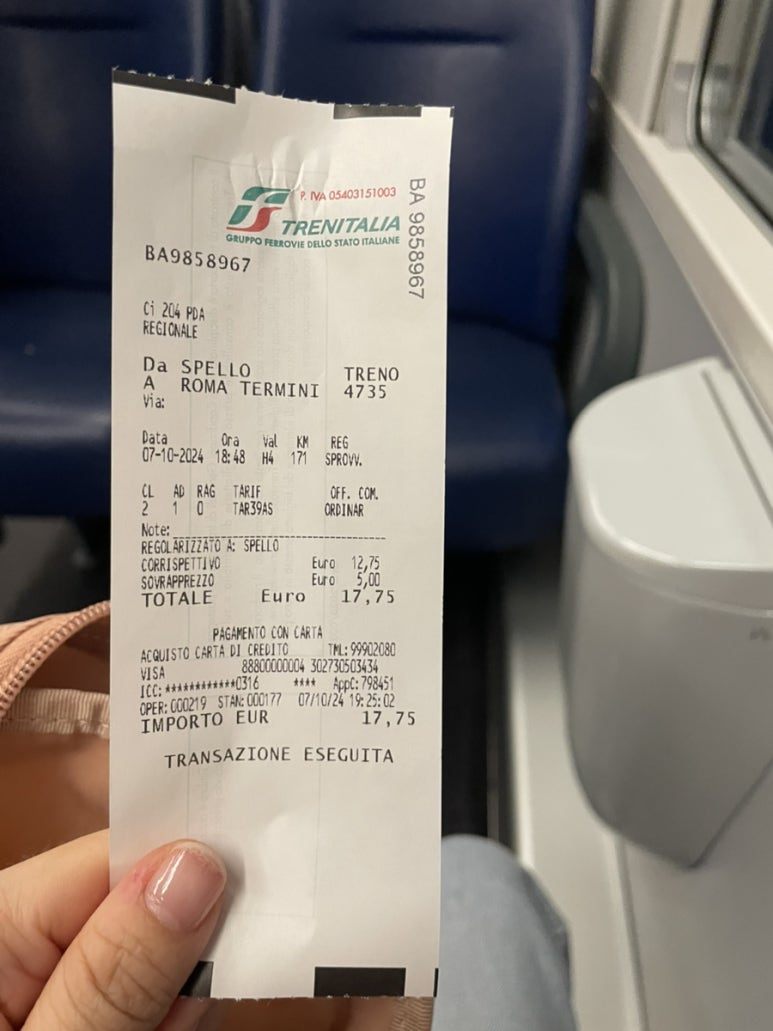 P. IVA 05403151003
TRENITALIA
GRUPPO FERROVIE DELLO STATO ITALIANE
BA 9858967
BA9858967
Ci 204 PDA
REGIONALE
Da SPELLO TRENO
A ROMA TERMINI 4735
Via:
Data Ora Val KM REG
07-10-2024 18:48 H4 171 SPROVV.
CL AD RAG TARIF OFF. COM.
2 1 0 TAR39AS ORDINAR
Note:
REGOLARIZZATO A: SPELLO
CORRISPETTIVO Euro 12,75
SOVRAPPREZZO Euro 5,00
TOTALE Euro 17,75
PAGAMENTO CON CARTA
ACQUISTO CARTA DI CREDITO TML:99902080
VISA 88800000004 302730503434
ICC:************0316 **** AppC:798451
OPER:000219 STAN:000177 07/10/24 19:25:02
IMPORTO EUR 17,75
TRANSAZIONE ESEGUITA